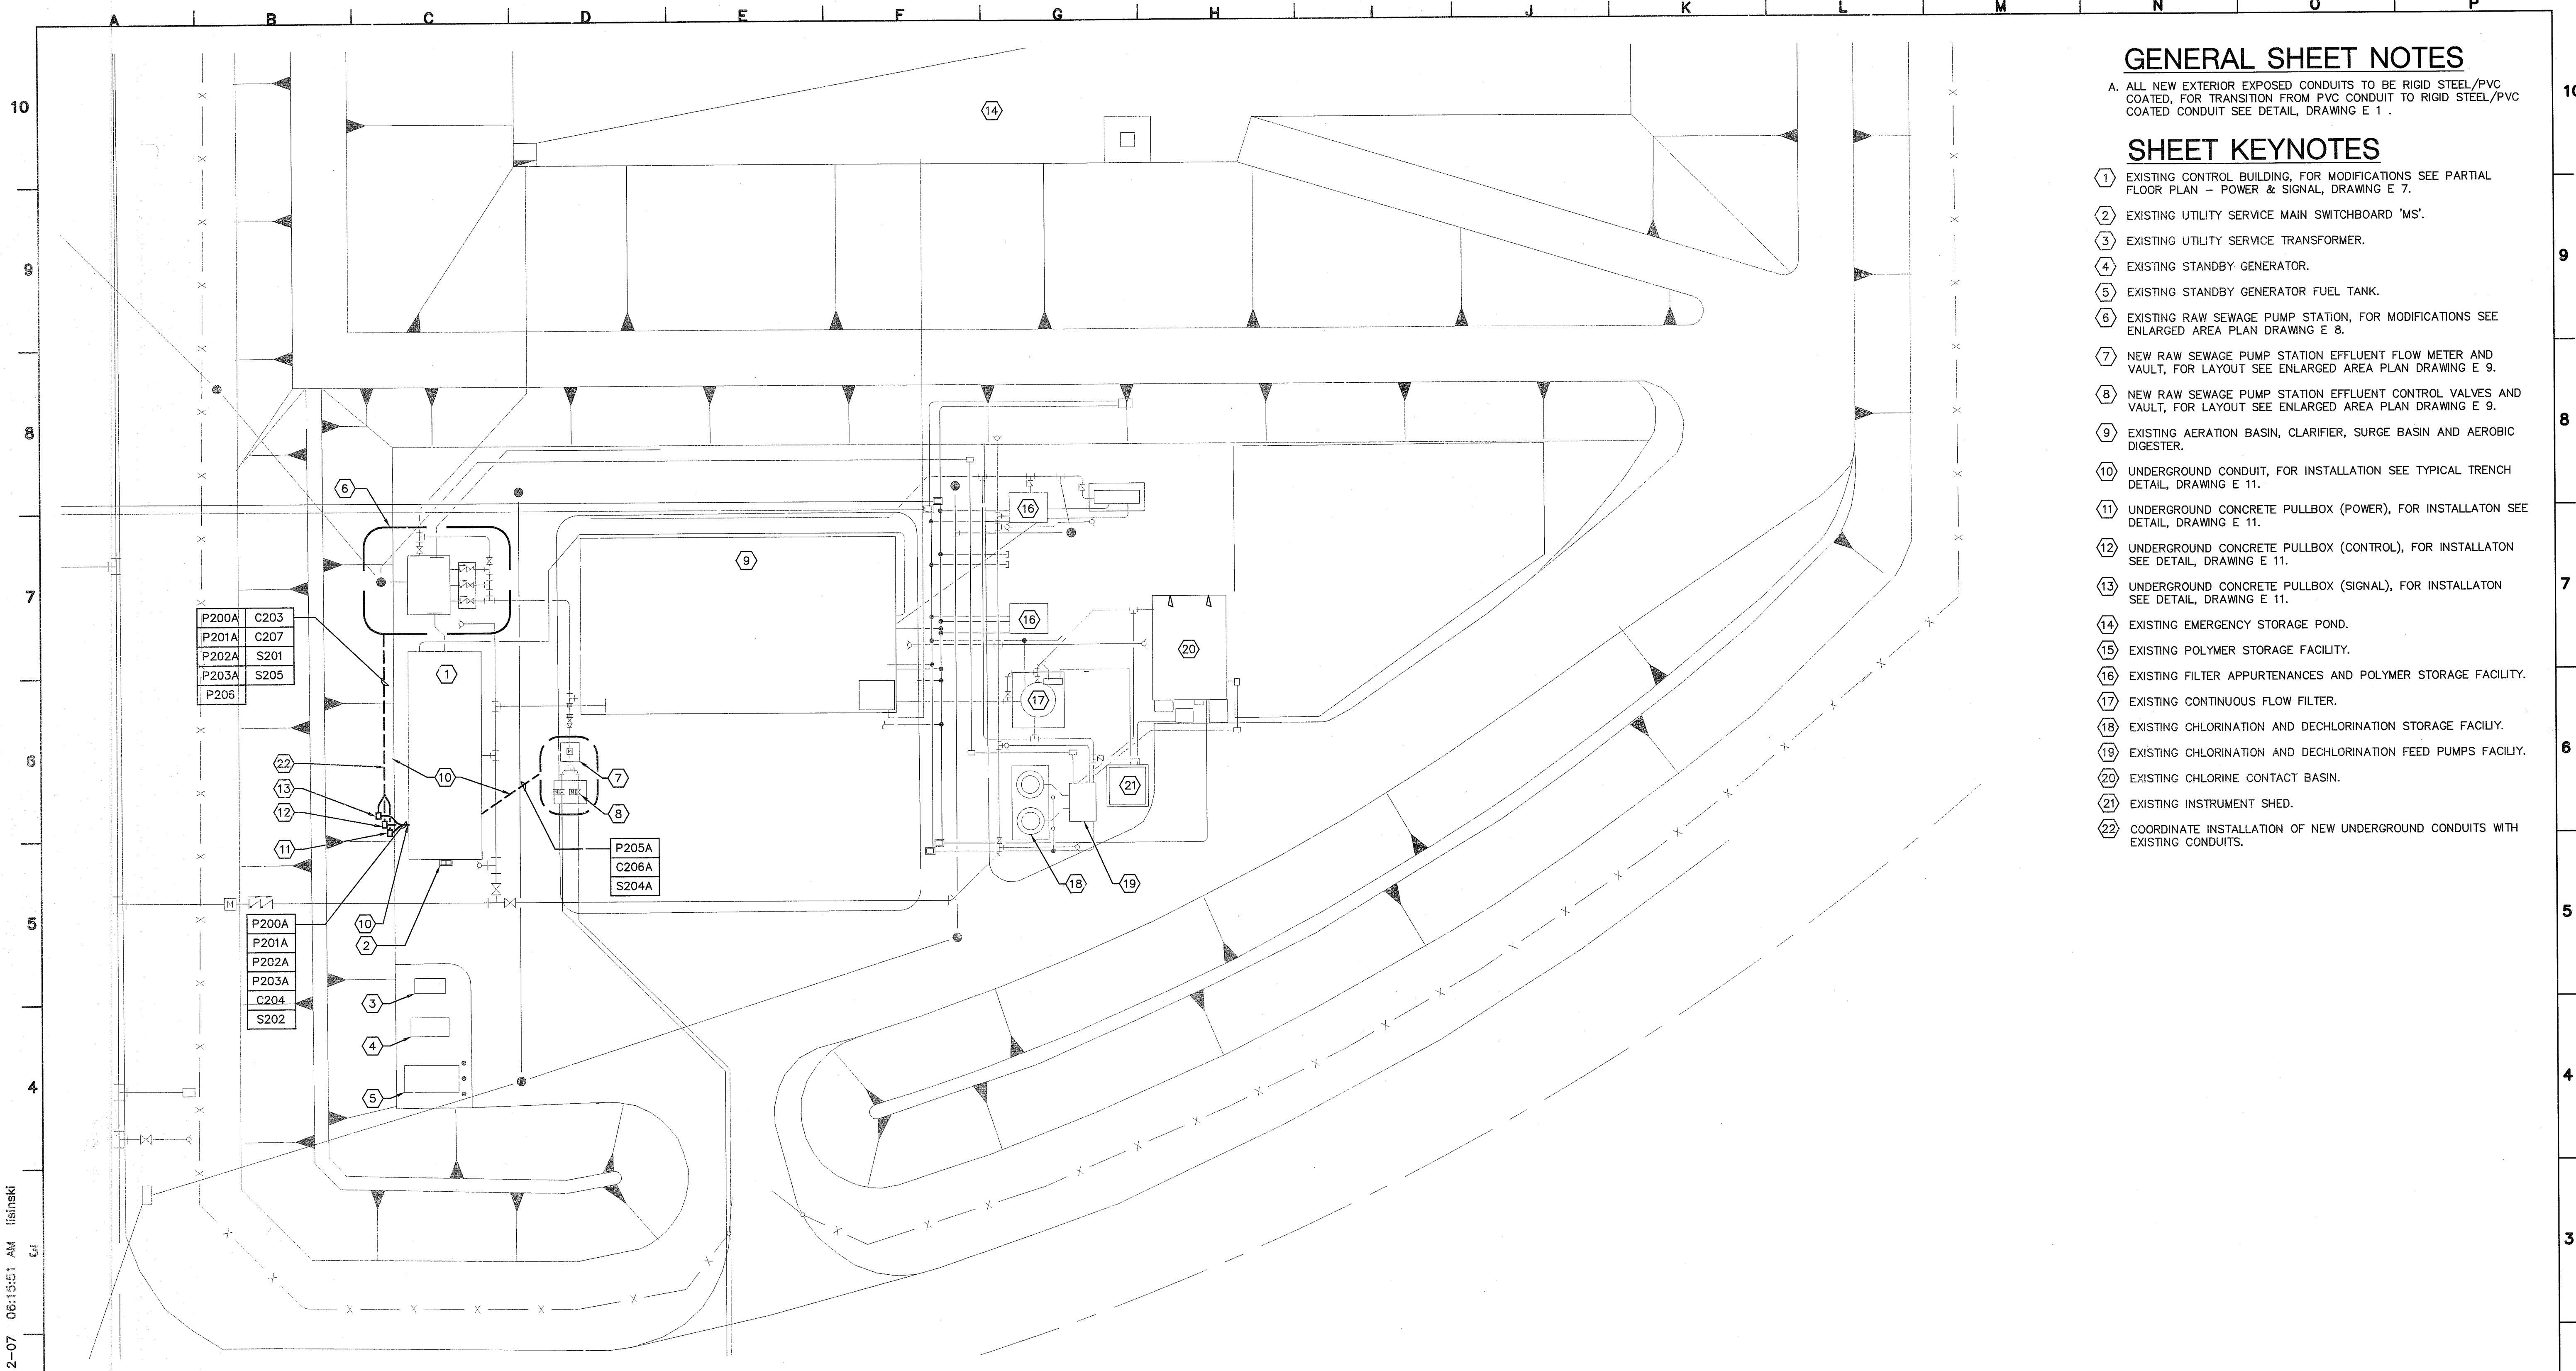 A B C D E F G H J K L M N O P
GENERAL SHEET NOTES
A. ALL NEW EXTERIOR EXPOSED CONDUITS TO BE RIGID STEEL/PVC
COATED, FOR TRANSITION FROM PVC CONDUIT TO RIGID STEEL/PVC
COATED CONDUIT SEE DETAIL, DRAWING E 1 .
SHEET KEYNOTES
1 EXISTING CONTROL BUILDING, FOR MODIFICATIONS SEE PARTIAL
FLOOR PLAN – POWER & SIGNAL, DRAWING E 7.
2 EXISTING UTILITY SERVICE MAIN SWITCHBOARD 'MS'.
3 EXISTING UTILITY SERVICE TRANSFORMER.
4 EXISTING STANDBY GENERATOR.
5 EXISTING STANDBY GENERATOR FUEL TANK.
6 EXISTING RAW SEWAGE PUMP STATION, FOR MODIFICATIONS SEE
ENLARGED AREA PLAN DRAWING E 8.
7 NEW RAW SEWAGE PUMP STATION EFFLUENT FLOW METER AND
VAULT, FOR LAYOUT SEE ENLARGED AREA PLAN DRAWING E 9.
8 NEW RAW SEWAGE PUMP STATION EFFLUENT CONTROL VALVES AND
VAULT, FOR LAYOUT SEE ENLARGED AREA PLAN DRAWING E 9.
9 EXISTING AERATION BASIN, CLARIFIER, SURGE BASIN AND AEROBIC
DIGESTER.
10 UNDERGROUND CONDUIT, FOR INSTALLATION SEE TYPICAL TRENCH
DETAIL, DRAWING E 11.
11 UNDERGROUND CONCRETE PULLBOX (POWER), FOR INSTALLATON SEE
DETAIL, DRAWING E 11.
12 UNDERGROUND CONCRETE PULLBOX (CONTROL), FOR INSTALLATON
SEE DETAIL, DRAWING E 11.
13 UNDERGROUND CONCRETE PULLBOX (SIGNAL), FOR INSTALLATON
SEE DETAIL, DRAWING E 11.
14 EXISTING EMERGENCY STORAGE POND.
15 EXISTING POLYMER STORAGE FACILITY.
16 EXISTING FILTER APPURTENANCES AND POLYMER STORAGE FACILITY.
17 EXISTING CONTINUOUS FLOW FILTER.
18 EXISTING CHLORINATION AND DECHLORINATION STORAGE FACILIY.
19 EXISTING CHLORINATION AND DECHLORINATION FEED PUMPS FACILIY.
20 EXISTING CHLORINE CONTACT BASIN.
21 EXISTING INSTRUMENT SHED.
22 COORDINATE INSTALLATION OF NEW UNDERGROUND CONDUITS WITH
EXISTING CONDUITS.
10
9
8
7
6
5
4
3
14
6
9
16
16
P200A C203
P201A C207
P202A S201
P203A S205
P206
1
20
17
22
10
7
13
8
12
21
11
P205A
C206A
S204A
18
19
M
P200A
P201A
P202A
P203A
C204
S202
10
2
3
4
5
10
9
8
7
6
5
4
3
2-07 06:15:51 AM lisinski